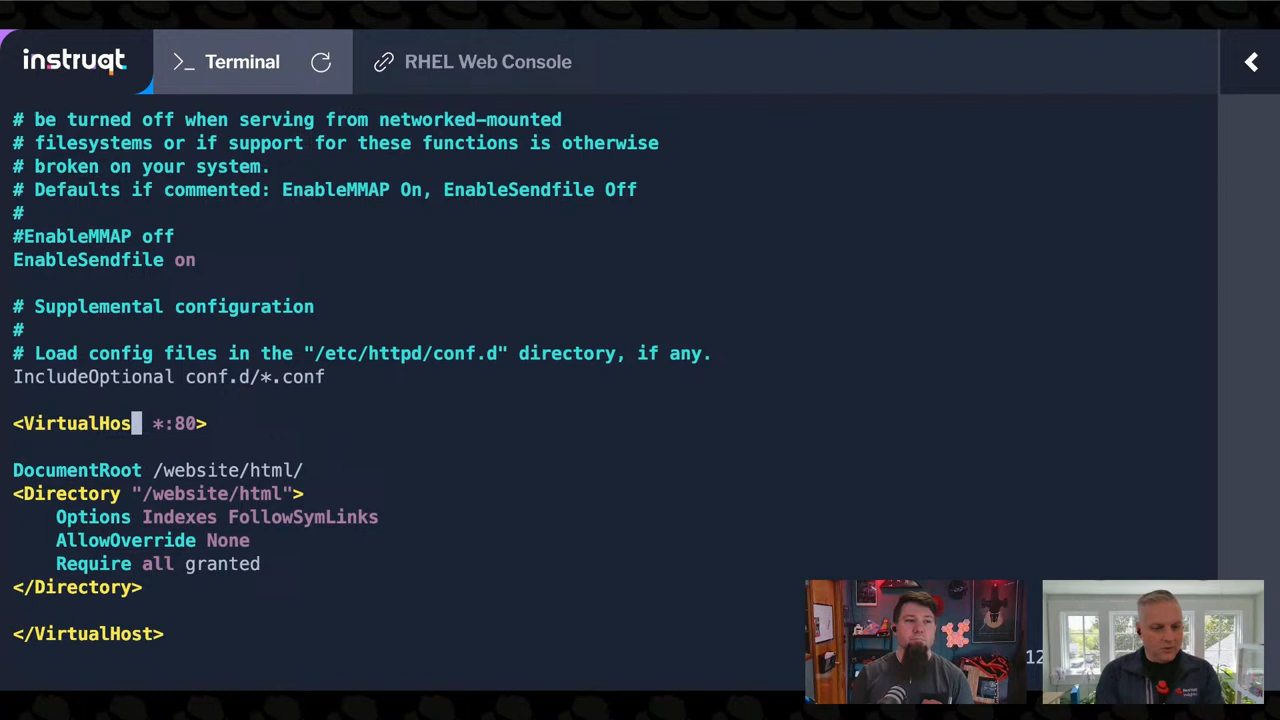 instruqt
>_ Terminal
RHEL Web Console
# be turned off when serving from networked-mounted
# filesystems or if support for these functions is otherwise
# broken on your system.
# Defaults if commented: EnableMMAP On, EnableSendfile Off
#
#EnableMMAP off
EnableSendfile on
# Supplemental configuration
#
# Load config files in the "/etc/httpd/conf.d" directory, if any.
IncludeOptional conf.d/*.conf
<VirtualHos *:80>
DocumentRoot /website/html/
<Directory "/website/html">
Options Indexes FollowSymLinks
AllowOverride None
Require all granted
</Directory>
</VirtualHost>
12